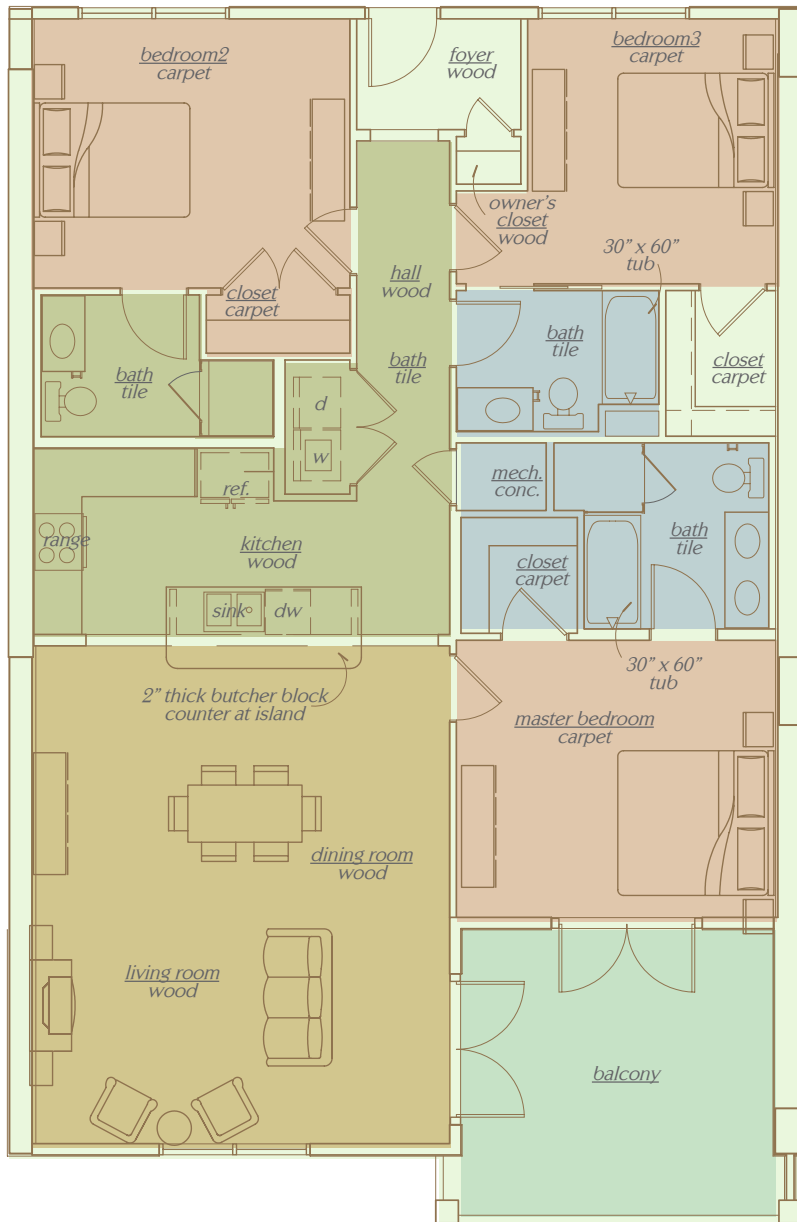 bedroom2
carpet
foyer
wood
bedroom3
carpet
owner's
closet
wood
30" x 60"
tub
hall
wood
closet
carpet
bath
tile
bath
tile
bath
tile
closet
carpet
d
w
mech.
conc.
ref.
range
kitchen
wood
closet
carpet
bath
tile
sink
dw
30" x 60"
tub
2" thick butcher block
counter at island
master bedroom
carpet
dining room
wood
living room
wood
balcony